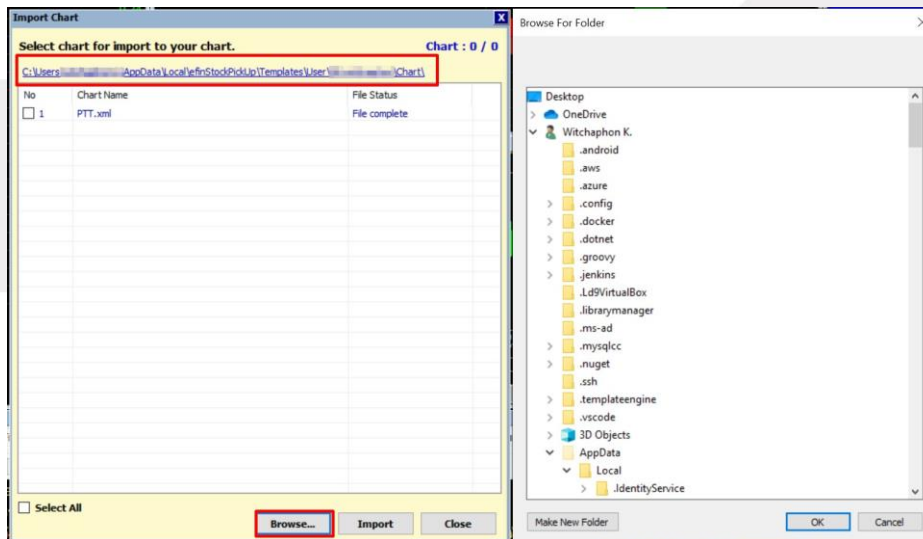 Import Chart
Select chart for import to your chart.
Chart : 0 / 0
C:\Users\ AppData\Local\efinStockPickUp\Templates\User\ \Chart\
No Chart Name File Status
1 PTT.xml File complete
Select All
Browse... Import Close
Browse For Folder
Desktop
OneDrive
Witchaphon K.
.android
.aws
.azure
.config
.docker
.dotnet
.groovy
.jenkins
.Ld9VirtualBox
.librarymanager
.ms-ad
.mysqlcc
.nuget
.ssh
.templateengine
.vscode
3D Objects
AppData
Local
.IdentityService
Make New Folder OK Cancel